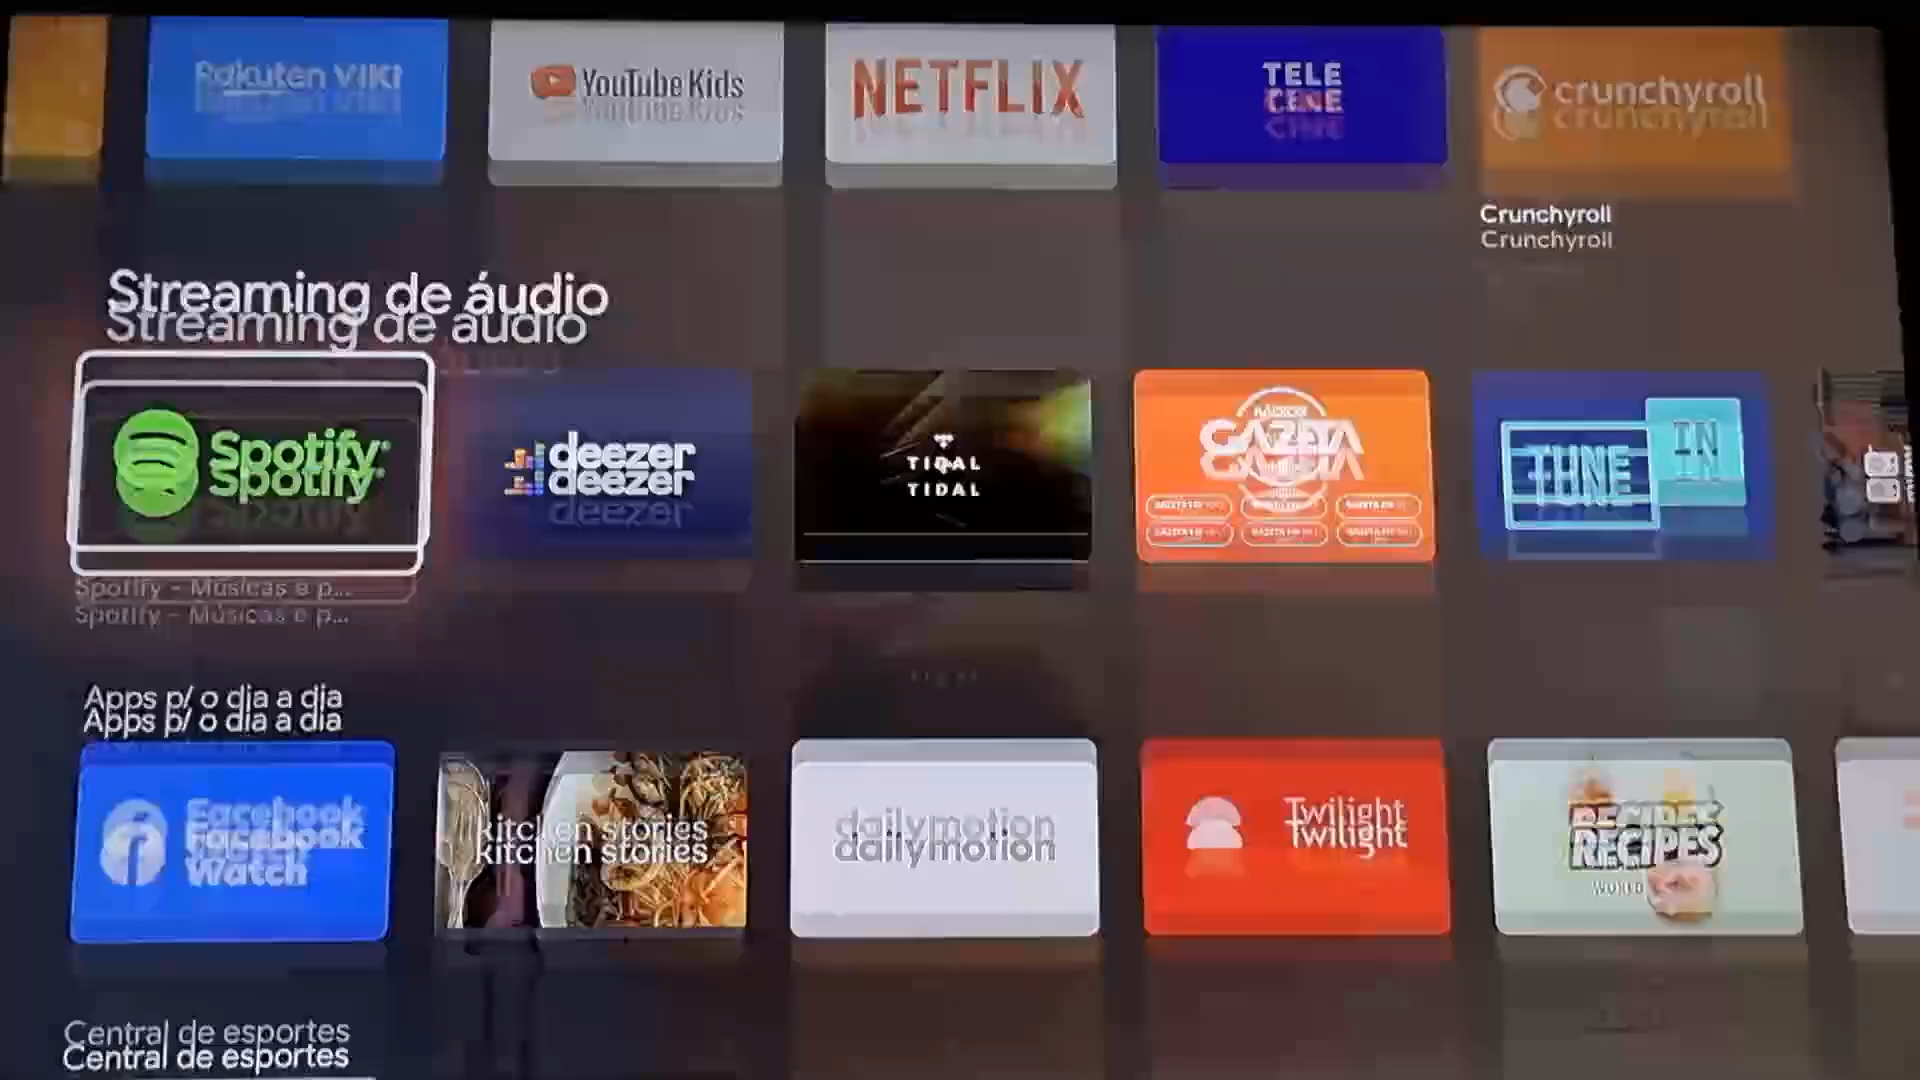 Rakuten VIKI
YouTube Kids
NETFLIX
TELE
CINE
crunchyroll
Crunchyroll
Streaming de áudio
Spotify
deezer
TIDAL
GAZETA
TUNE IN
Spotify - Músicas e p...
Apps p/ o dia a dia
Facebook
Watch
kitchen stories
dailymotion
Twilight
RECIPES
WORLD
Central de esportes